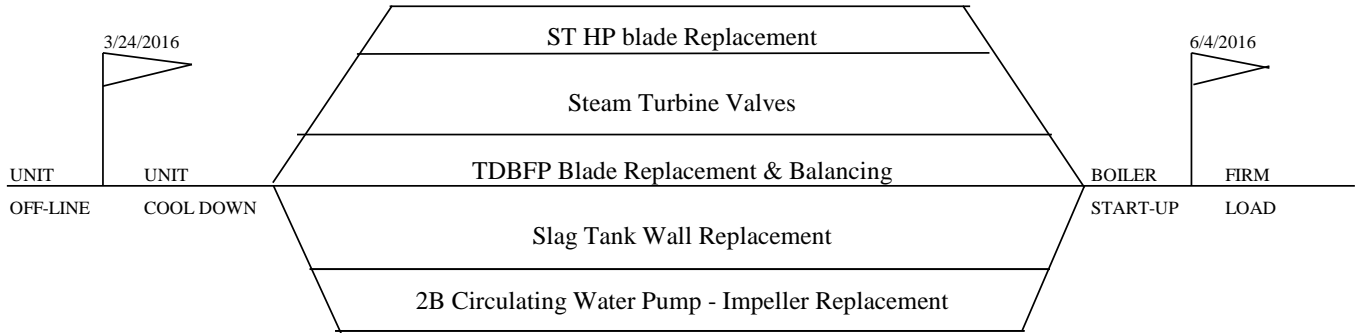 ST HP blade Replacement
3/24/2016
6/4/2016
Steam Turbine Valves
TDBFP Blade Replacement & Balancing
UNIT UNIT BOILER FIRM
OFF-LINE COOL DOWN START-UP LOAD
Slag Tank Wall Replacement
2B Circulating Water Pump - Impeller Replacement